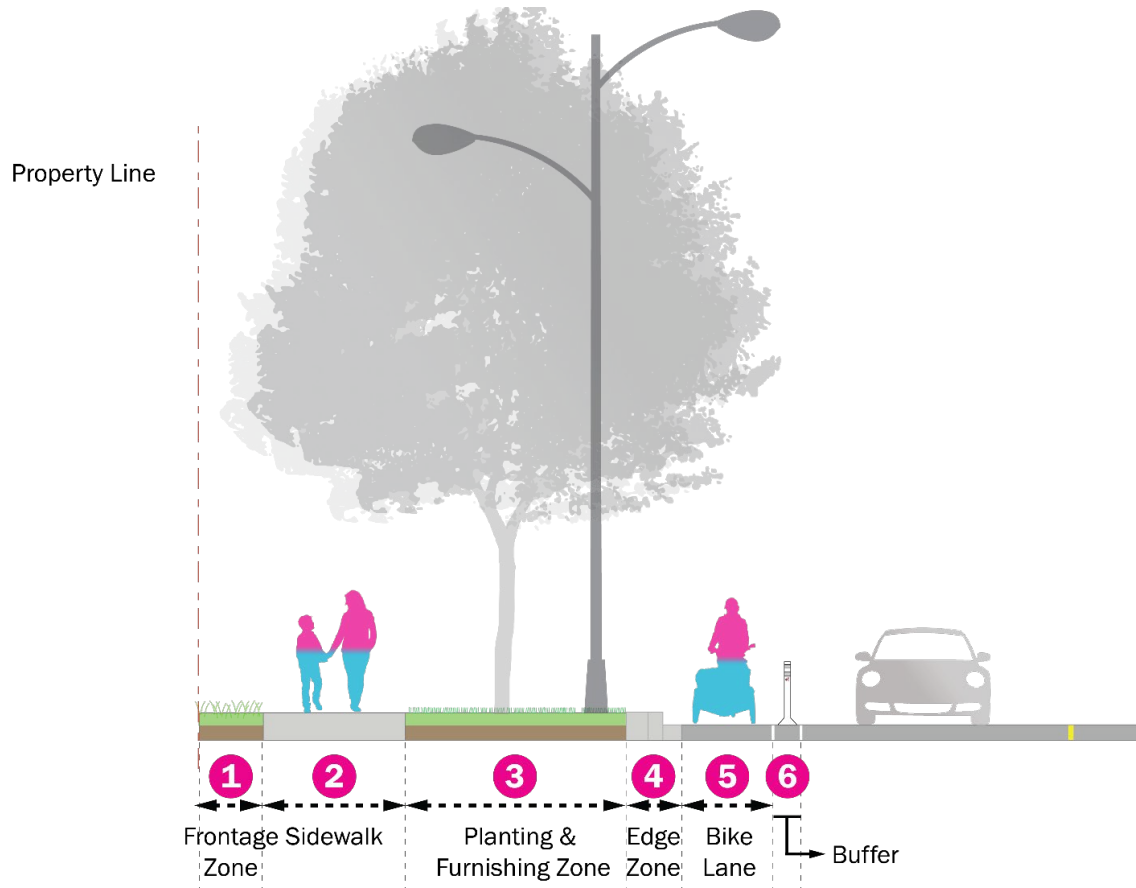 Property Line
1
2
3
4
5
6
Frontage Zone
Sidewalk
Planting &
Furnishing Zone
Edge
Zone
Bike
Lane
Buffer